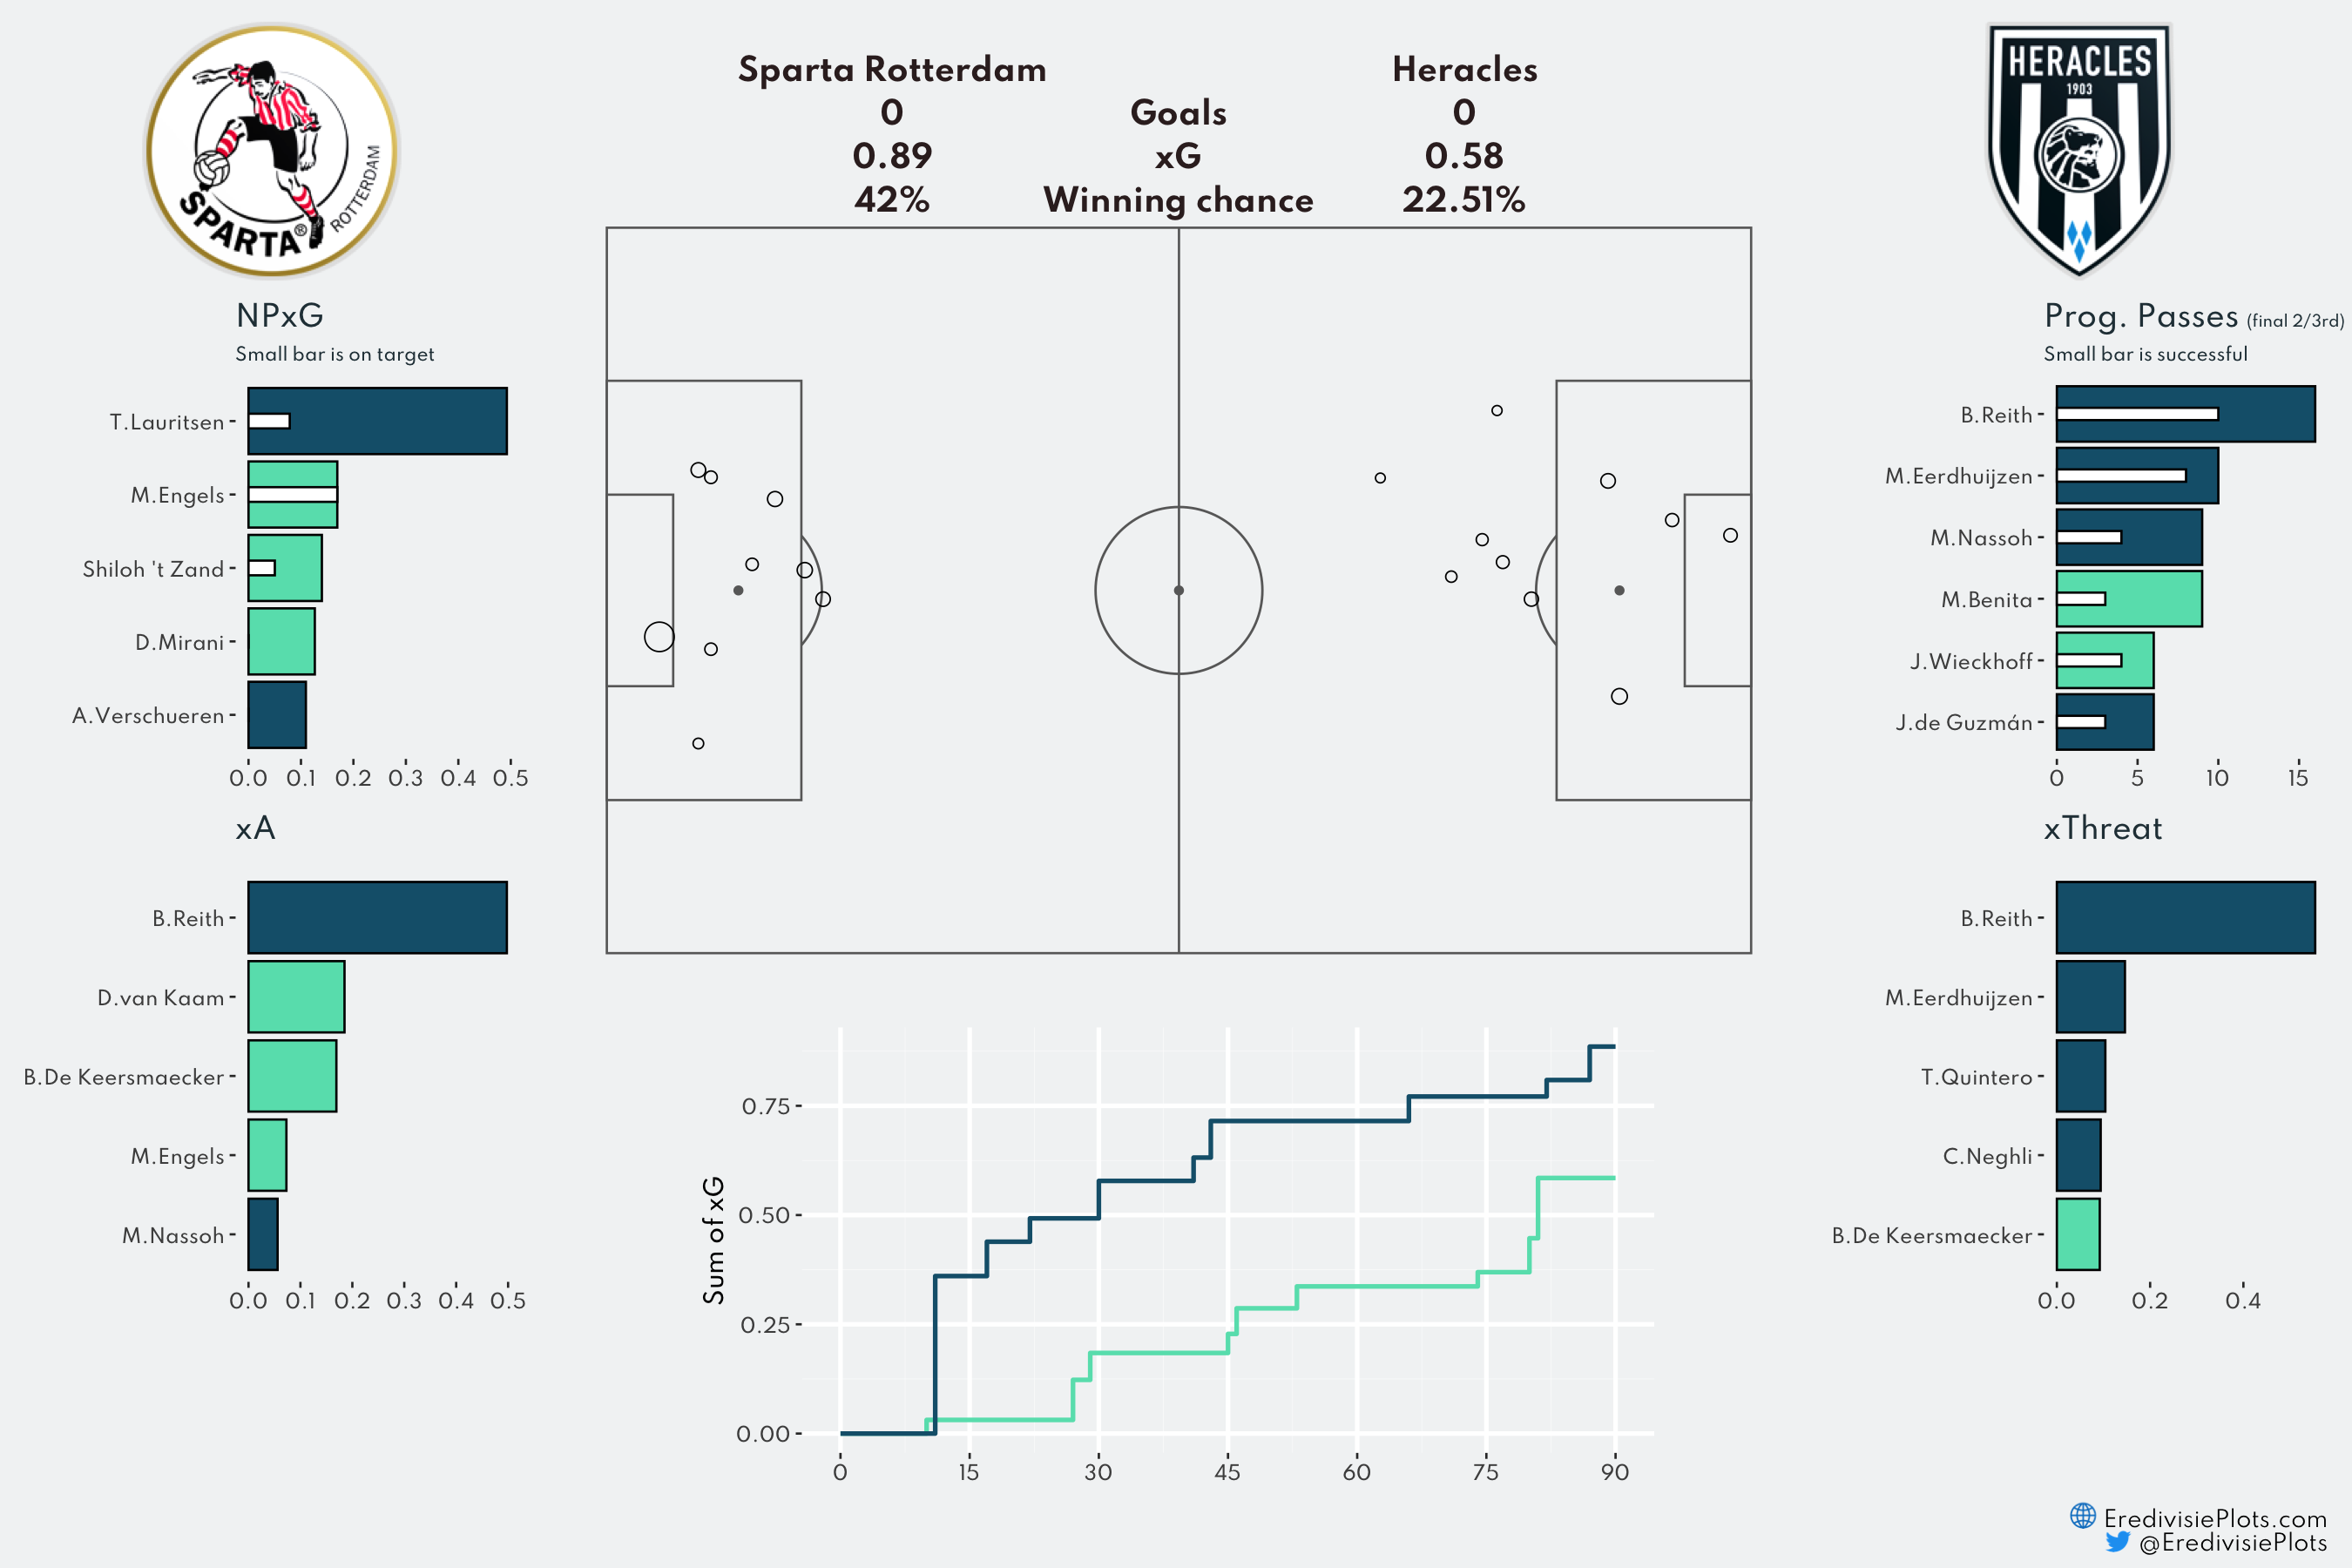 SPARTA®
ROTTERDAM
HERACLES
1903
Sparta Rotterdam Heracles
0 Goals 0
0.89 xG 0.58
42% Winning chance 22.51%
NPxG
Small bar is on target
T.Lauritsen
M.Engels
Shiloh 't Zand
D.Mirani
A.Verschueren
0.0 0.1 0.2 0.3 0.4 0.5
xA
B.Reith
D.van Kaam
B.De Keersmaecker
M.Engels
M.Nassoh
0.0 0.1 0.2 0.3 0.4 0.5
Sum of xG
0.75
0.50
0.25
0.00
0 15 30 45 60 75 90
Prog. Passes (final 2/3rd)
Small bar is successful
B.Reith
M.Eerdhuijzen
M.Nassoh
M.Benita
J.Wieckhoff
J.de Guzmán
0 5 10 15
xThreat
B.Reith
M.Eerdhuijzen
T.Quintero
C.Neghli
B.De Keersmaecker
0.0 0.2 0.4
EredivisiePlots.com
@EredivisiePlots